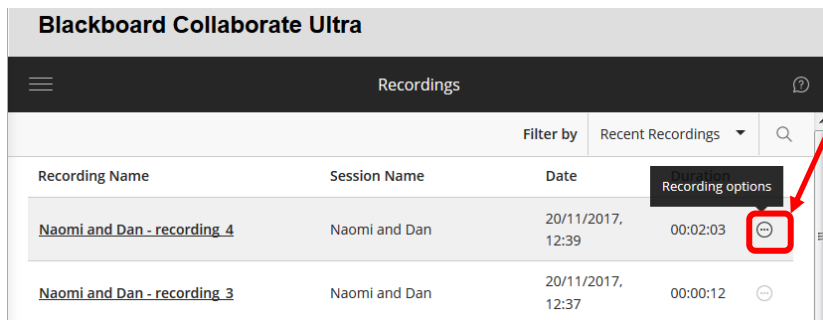 Blackboard Collaborate Ultra
Recordings
Filter by Recent Recordings
Recording Name Session Name Date Duration
Recording options
Naomi and Dan - recording_4 Naomi and Dan 20/11/2017, 00:02:03
12:39
Naomi and Dan - recording_3 Naomi and Dan 20/11/2017, 00:00:12
12:37